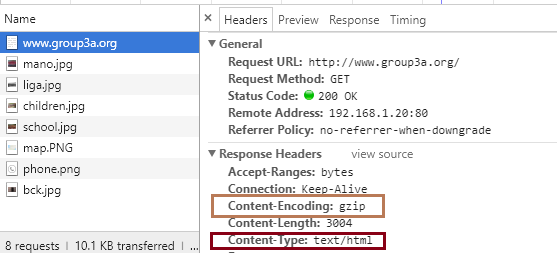 Name
www.group3a.org
mano.jpg
liga.jpg
children.jpg
school.jpg
map.PNG
phone.png
bck.jpg
8 requests | 10.1 KB transferred | ...
× Headers Preview Response Timing
▼ General
Request URL: http://www.group3a.org/
Request Method: GET
Status Code: 200 OK
Remote Address: 192.168.1.20:80
Referrer Policy: no-referrer-when-downgrade
▼ Response Headers view source
Accept-Ranges: bytes
Connection: Keep-Alive
Content-Encoding: gzip
Content-Length: 3004
Content-Type: text/html